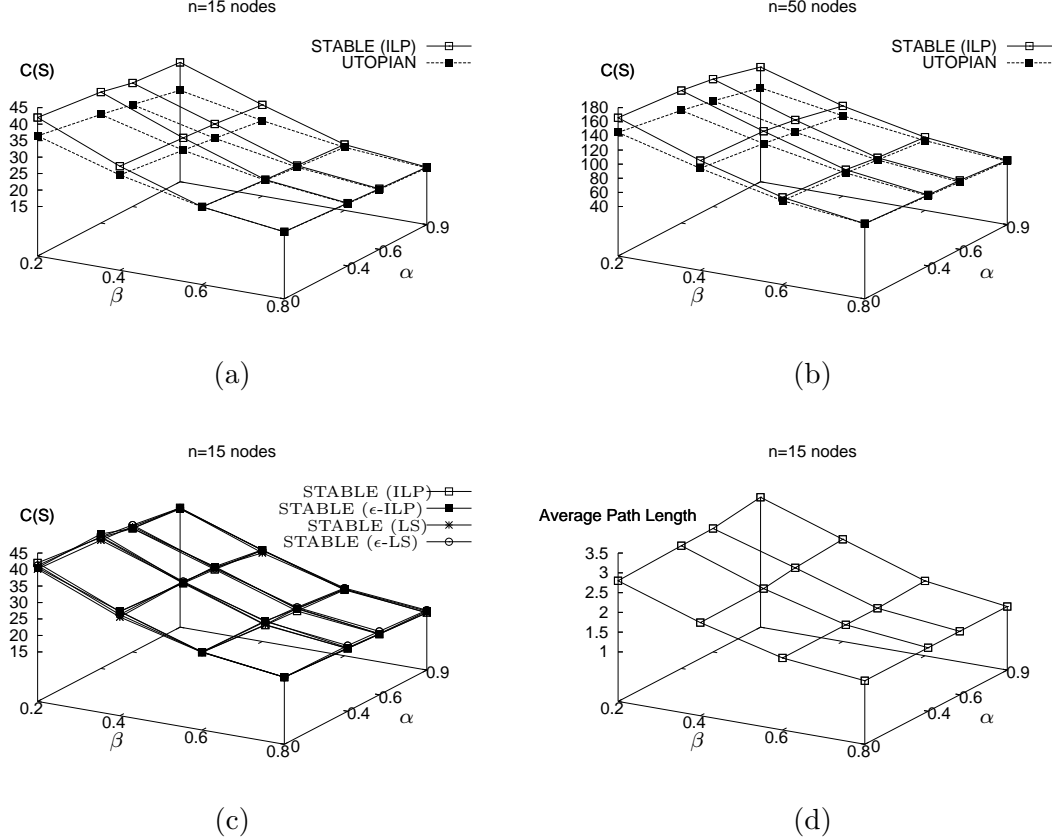 n=15 nodes
STABLE (ILP)
UTOPIAN
C(S)
45
40
35
30
25
20
15
0.2
0.4
0.6
0.8
β
0
0.4
0.6
0.9
α
(a)
n=50 nodes
STABLE (ILP)
UTOPIAN
C(S)
180
160
140
120
100
80
60
40
0.2
0.4
0.6
0.8
β
0
0.4
0.6
0.9
α
(b)
n=15 nodes
STABLE (ILP)
STABLE (ϵ-ILP)
STABLE (LS)
STABLE (ϵ-LS)
C(S)
45
40
35
30
25
20
15
0.2
0.4
0.6
0.8
β
0
0.4
0.6
0.9
α
(c)
n=15 nodes
Average Path Length
3.5
3
2.5
2
1.5
1
0.2
0.4
0.6
0.8
β
0
0.4
0.6
0.9
α
(d)